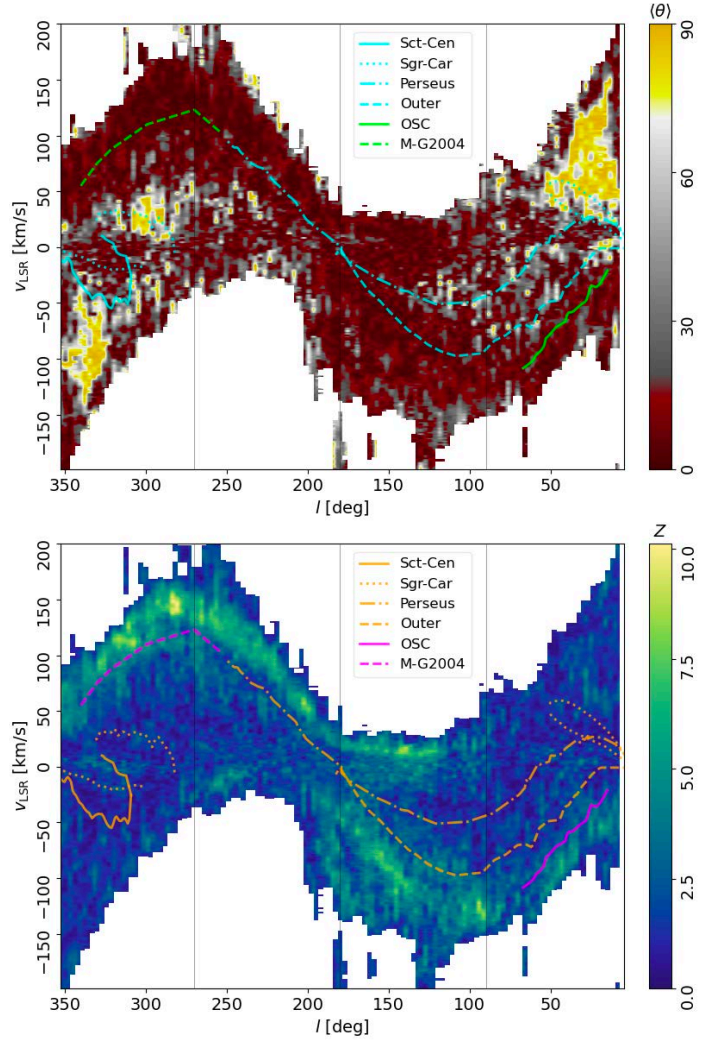 ⟨θ⟩
200
150
100
50
0
−50
−100
−150
v_LSR [km/s]
Sct-Cen
Sgr-Car
Perseus
Outer
OSC
M-G2004
90
60
30
0
350 300 250 200 150 100 50
l [deg]
Z
200
150
100
50
0
−50
−100
−150
v_LSR [km/s]
Sct-Cen
Sgr-Car
Perseus
Outer
OSC
M-G2004
10.0
7.5
5.0
2.5
0.0
350 300 250 200 150 100 50
l [deg]